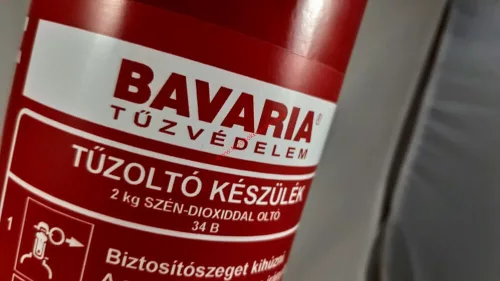 BAVARIA
TŰZVÉDELEM
TŰZOLTÓ KÉSZÜLÉK
2 kg SZÉN-DIOXIDDAL OLTÓ
34 B
1
Biztosítószeget kihúzni